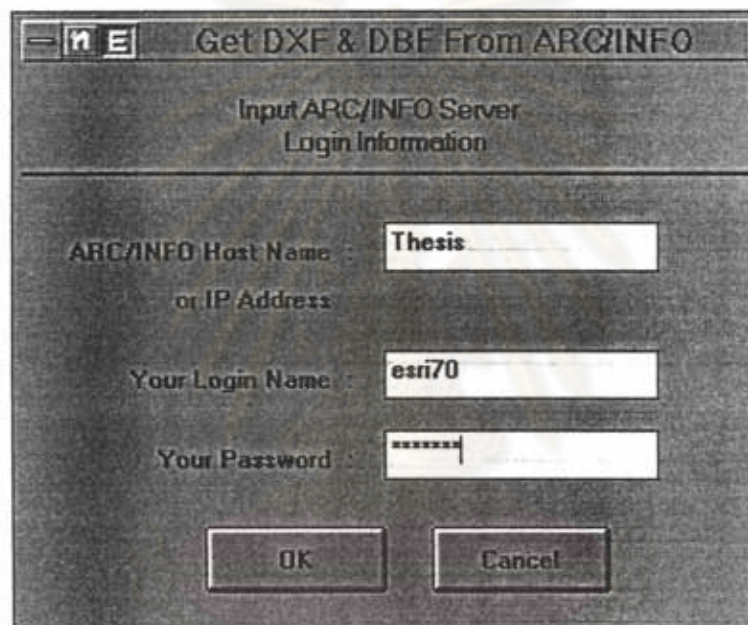 n E Get DXF & DBF From ARC/INFO
Input ARC/INFO Server
Login Information
ARC/INFO Host Name : Thesis
or IP Address
Your Login Name : esri70
Your Password : *******
OK Cancel